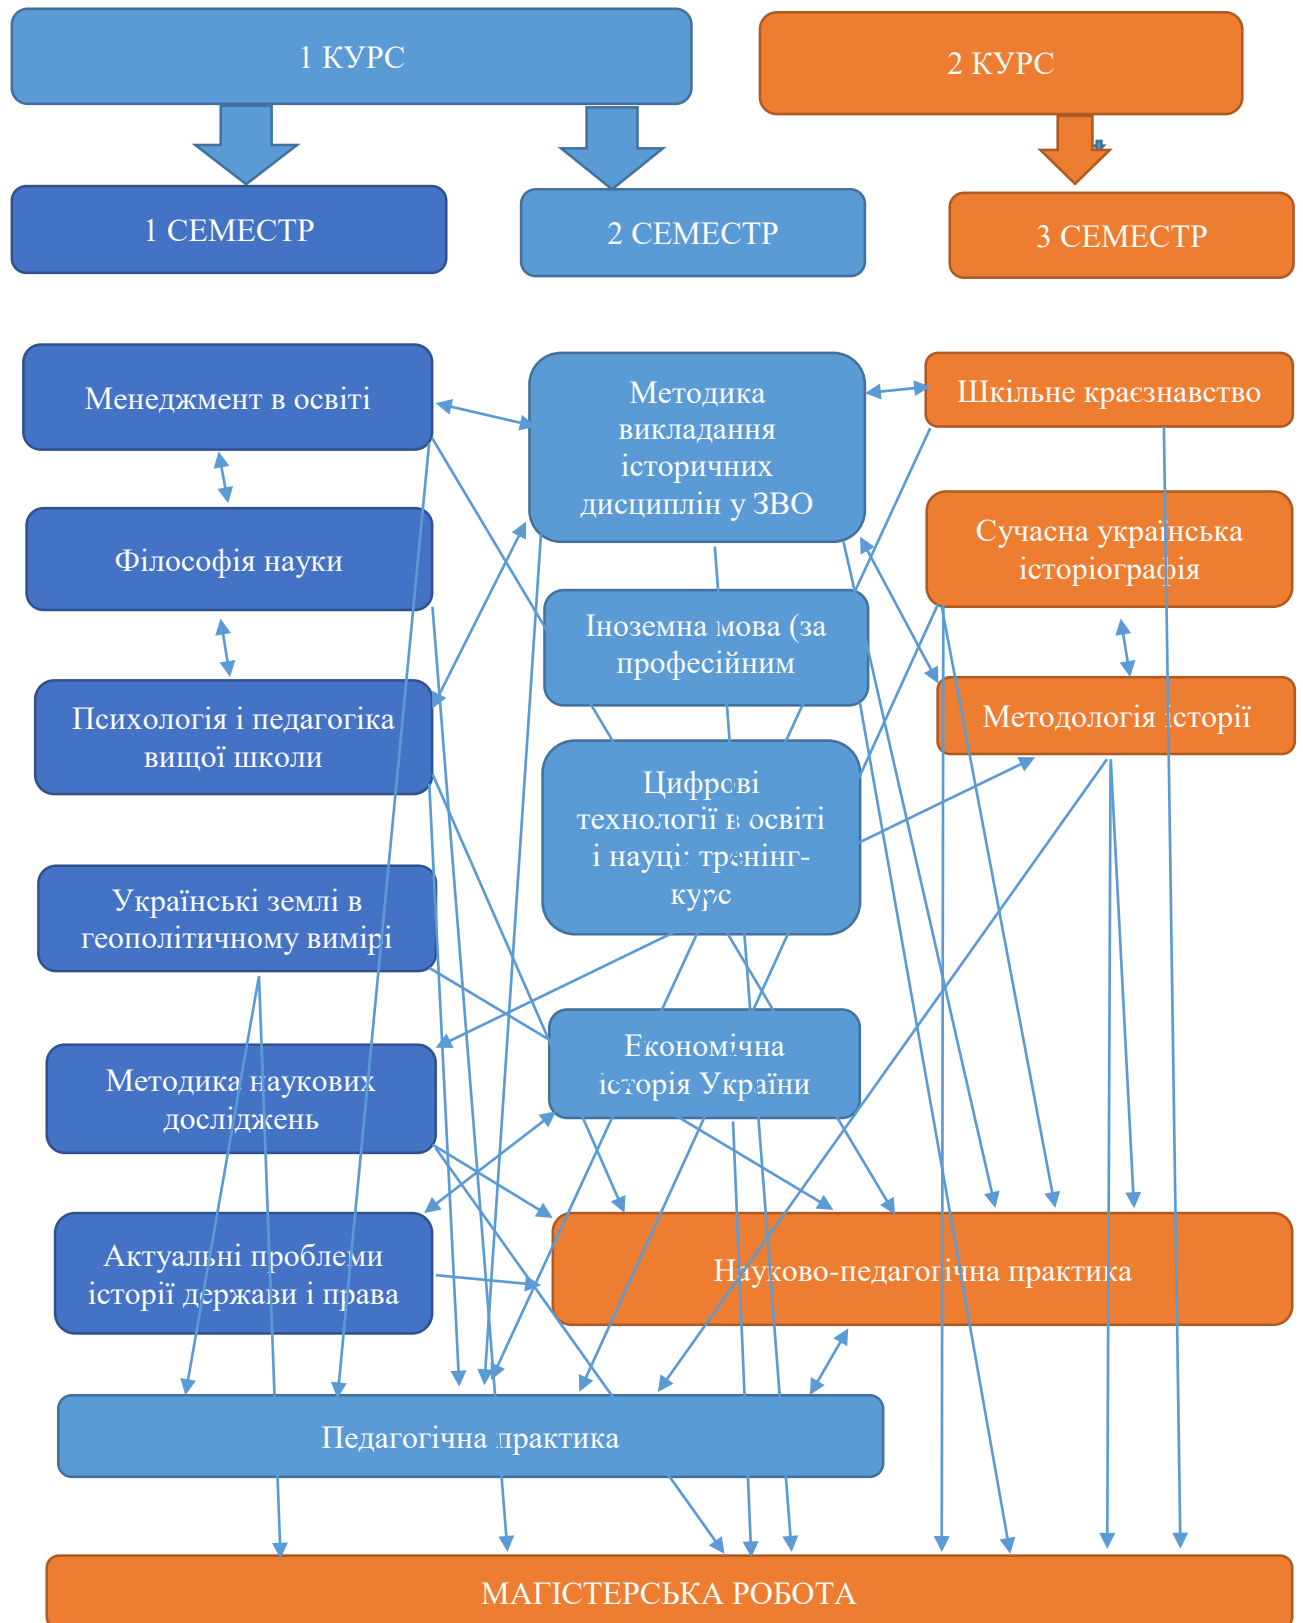 1 КУРС
2 КУРС
1 СЕМЕСТР
2 СЕМЕСТР
3 СЕМЕСТР
Менеджмент в освіті
Філософія науки
Психологія і педагогіка
вищої школи
Українські землі в
геополітичному вимірі
Методика наукових
досліджень
Актуальні проблеми
історії держави і права
Методика
викладання
історичних
дисциплін у ЗВО
Іноземна мова (за
професійним
Цифрові
технології в освіті
і науці: тренінг-
курс
Економічна
історія України
Шкільне краєзнавство
Сучасна українська
історіографія
Методологія історії
Науково-педагогічна практика
Педагогічна практика
МАГІСТЕРСЬКА РОБОТА